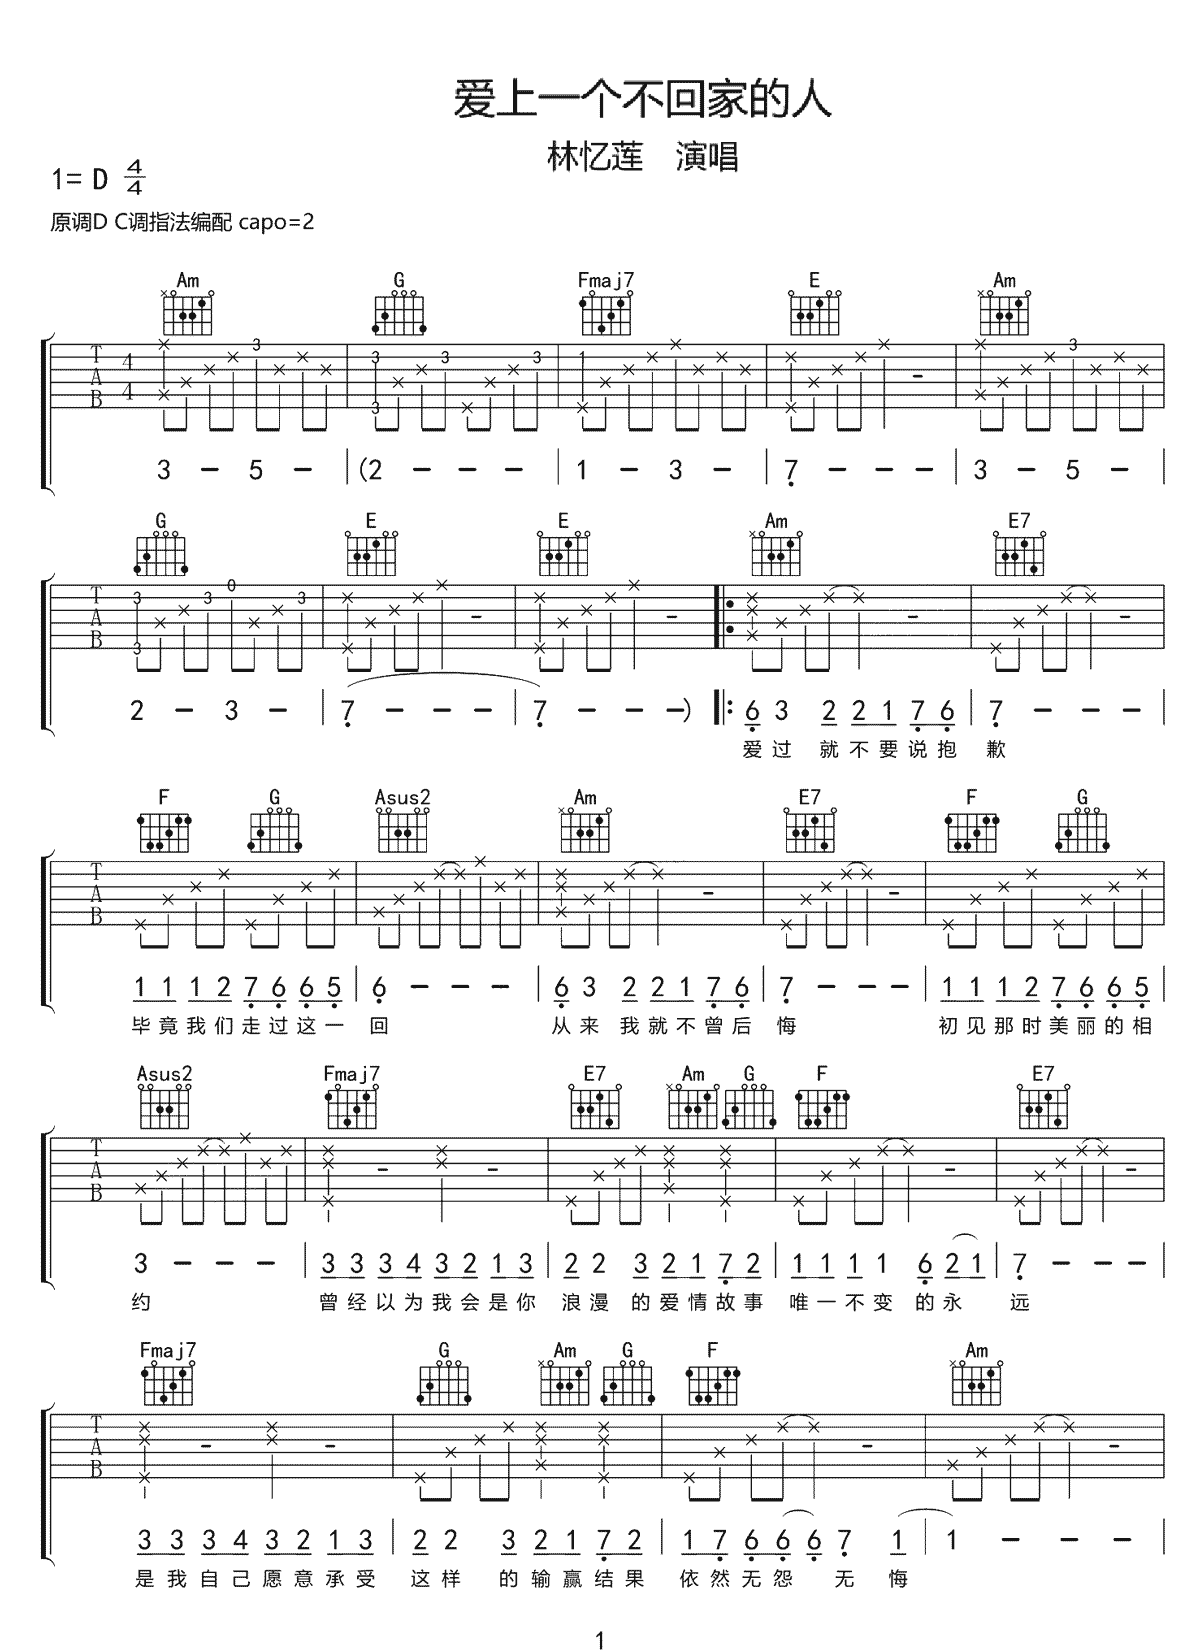 爱上一个不回家的人
林忆莲 演唱
1= D 4/4
原调D C调指法编配 capo=2
Am G Fmaj7 E Am
T A B 4 4 3 3 3 3 3 1 3
3 - 5 - (2 - - - 1 - 3 - 7 - - - 3 - 5 -
G E E Am E7
T A B 3 3 3 0 3
2 - 3 - 7 - - - 7 - - -) 6 3 2 2 1 7 6 7 - - -
爱过 就不要说抱 歉
F G Asus2 Am E7 F G
T A B
1 1 1 2 7 6 6 5 6 - - - 6 3 2 2 1 7 6 7 - - - 1 1 1 2 7 6 6 5
毕竟我们走过这一 回 从来 我就不曾后 悔 初见那时美丽的相
Asus2 Fmaj7 E7 Am G F E7
T A B
3 - - - 3 3 3 4 3 2 1 3 2 2 3 2 1 7 2 1 1 1 1 6 2 1 7 - - -
约 曾经以为我会是你 浪漫 的爱情故事 唯一不变 的永 远
Fmaj7 G Am G F Am
T A B
3 3 3 4 3 2 1 3 2 2 3 2 1 7 2 1 7 6 6 6 7 1 1 - - -
是我自己愿意承受 这样 的输赢结果 依然无怨 无 悔
1